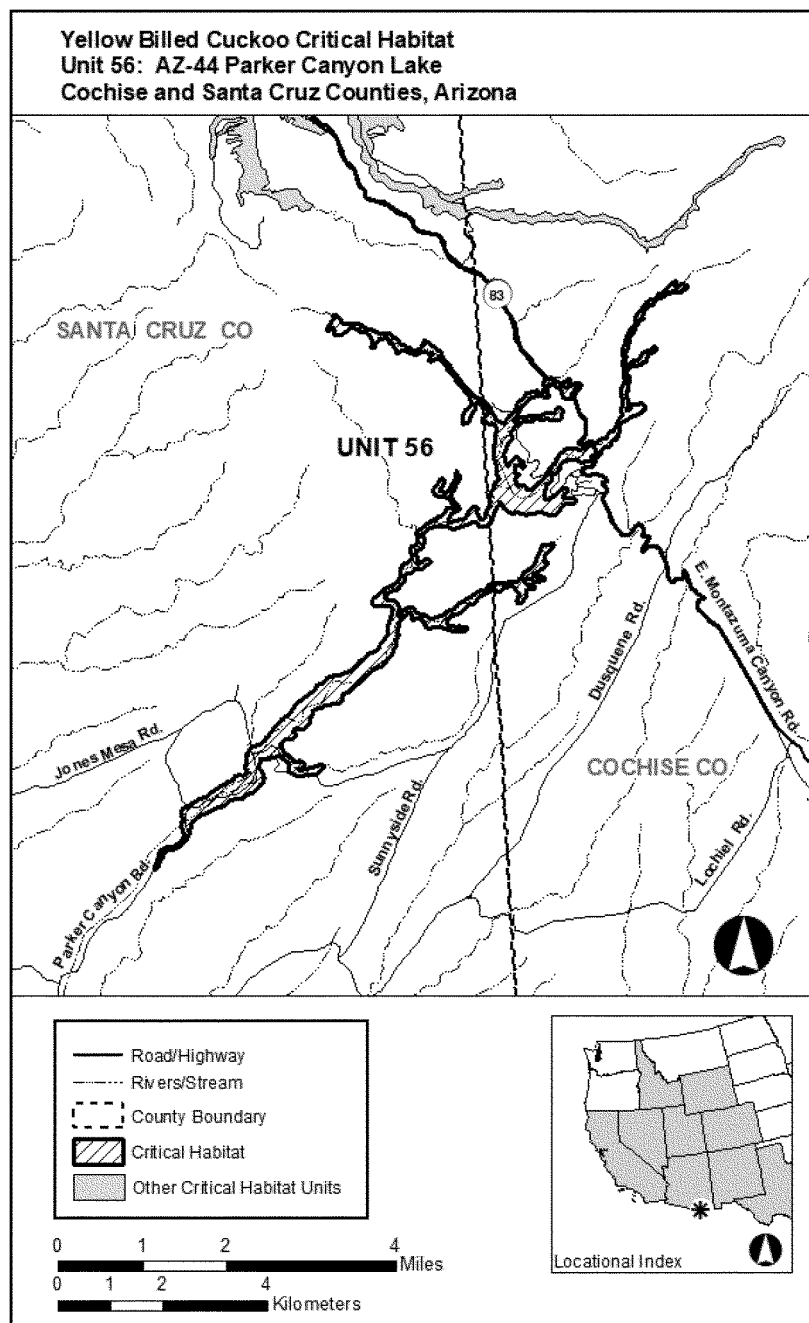 Yellow Billed Cuckoo Critical Habitat
Unit 56: AZ-44 Parker Canyon Lake
Cochise and Santa Cruz Counties, Arizona
83
SANTA CRUZ CO
UNIT 56
E. Montazuma Canyon Rd.
Dusquene Rd.
Jones Mesa Rd.
COCHISE CO
Sunnyside Rd.
Lochiel Rd.
Parker Canyon Rd.
Road/Highway
Rivers/Stream
County Boundary
Critical Habitat
Other Critical Habitat Units
0 1 2 4
Miles
0 1 2 4
Kilometers
Locational Index